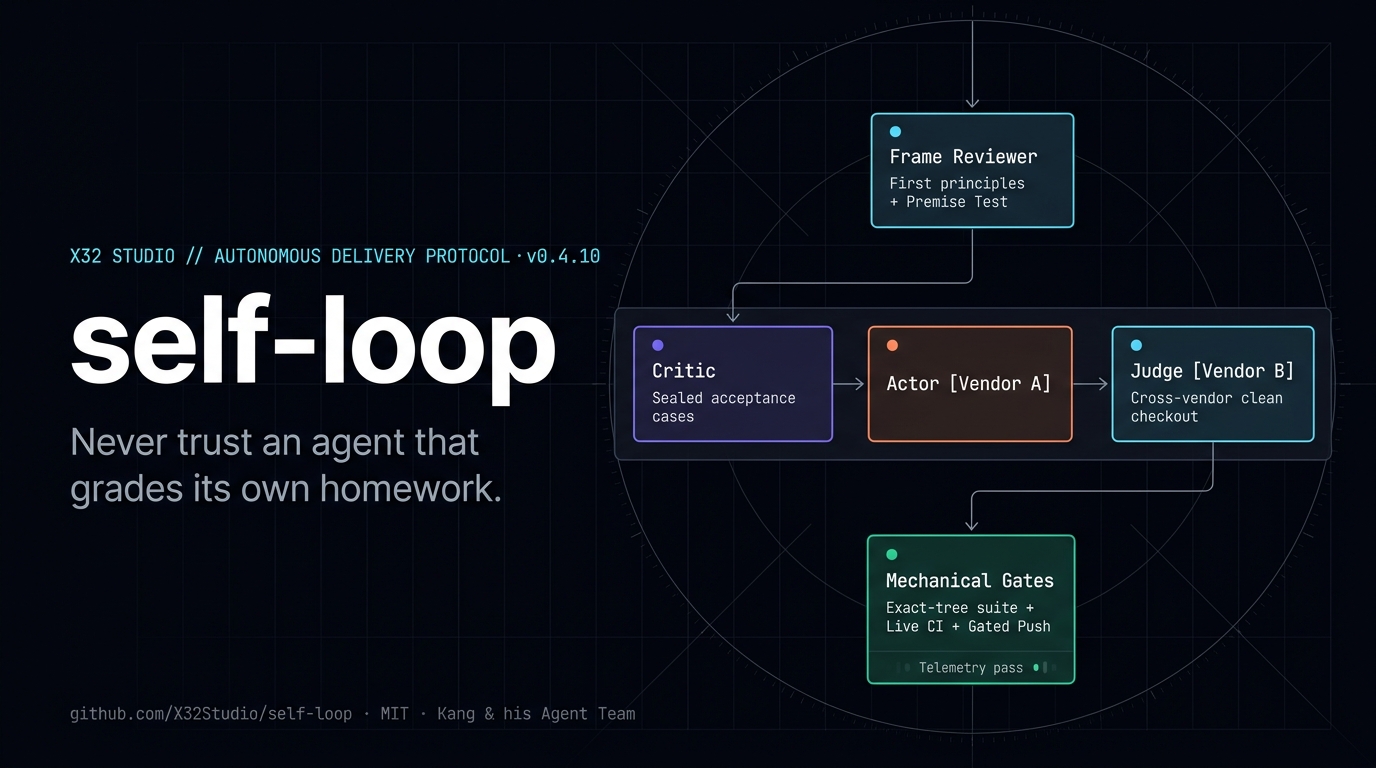 X32 STUDIO // AUTONOMOUS DELIVERY PROTOCOL · v0.4.10
self-loop
Never trust an agent that
grades its own homework.
Frame Reviewer
First principles
+ Premise Test
Critic
Sealed acceptance
cases
Actor [Vendor A]
Judge [Vendor B]
Cross-vendor clean
checkout
Mechanical Gates
Exact-tree suite +
Live CI + Gated Push
Telemetry pass
github.com/X32Studio/self-loop · MIT · Kang & his Agent Team